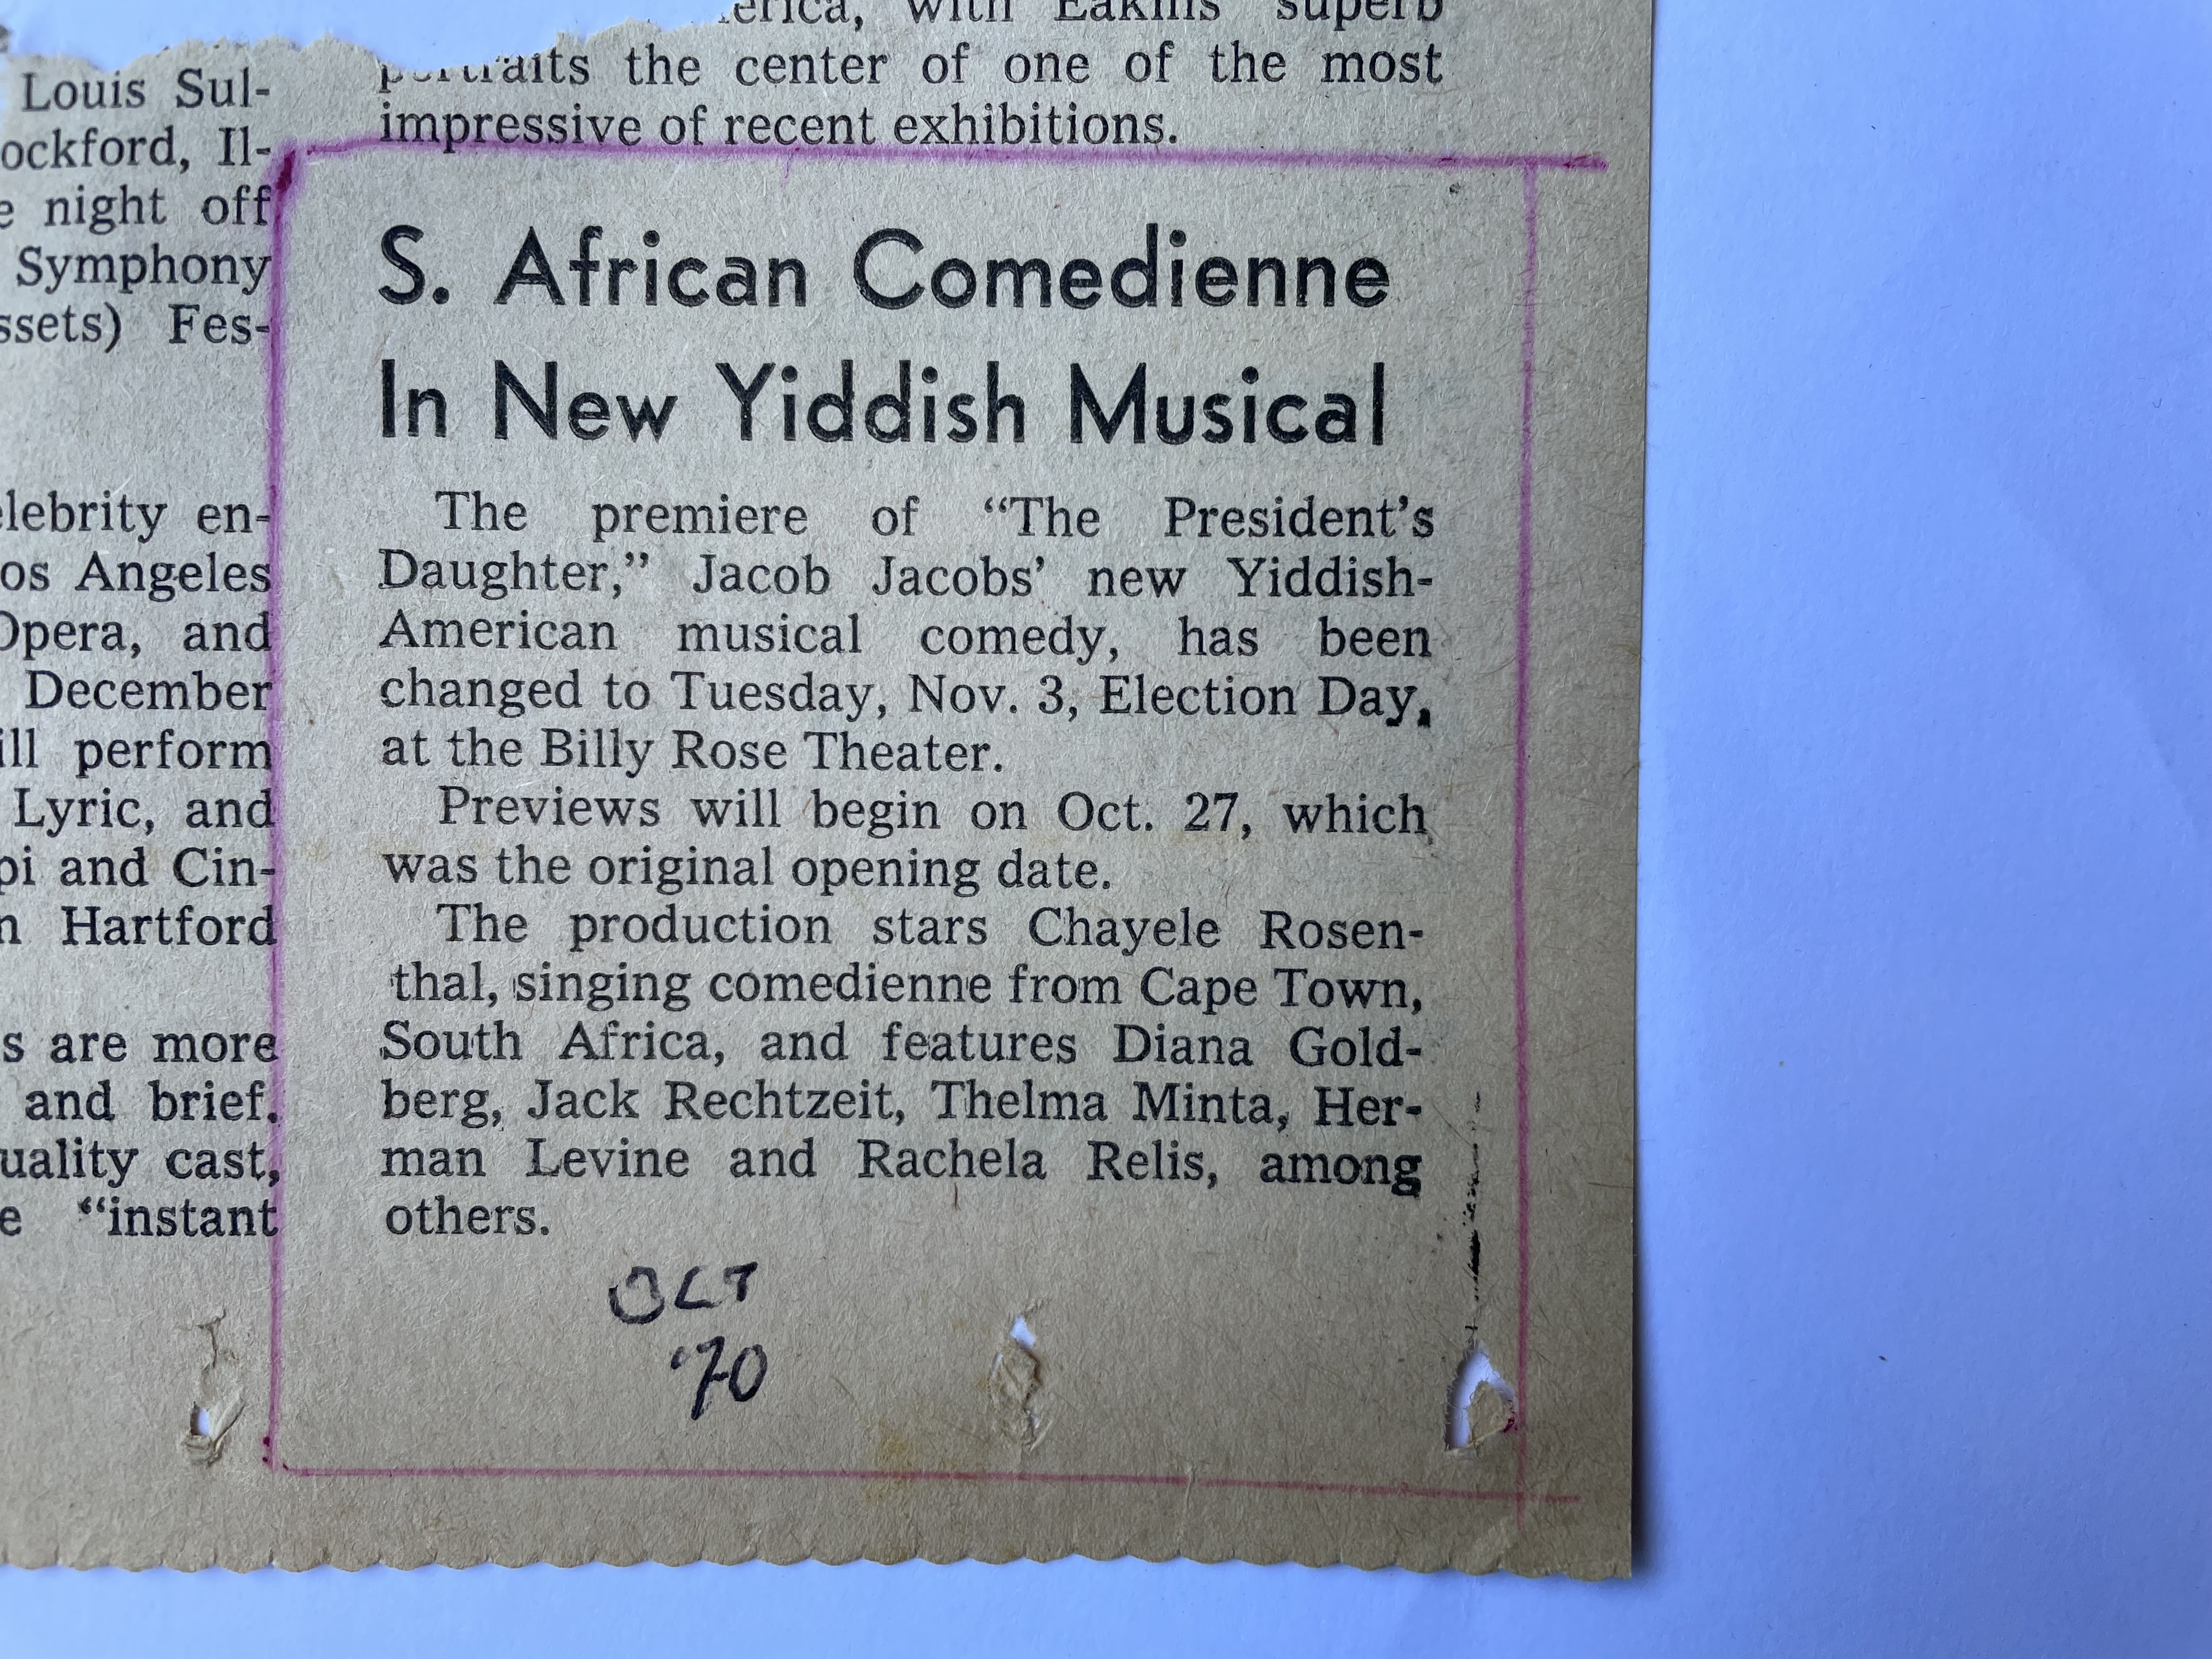 Louis Sul-
ockford, Il-
e night off
Symphony
ssets) Fes-
elebrity en-
os Angeles
Opera, and
December
ill perform
Lyric, and
pi and Cin-
n Hartford
s are more
and brief.
uality cast,
e “instant
erica, with Eakins' superb
portraits the center of one of the most
impressive of recent exhibitions.
S. African Comedienne
In New Yiddish Musical
The premiere of “The President’s
Daughter,” Jacob Jacobs’ new Yiddish-
American musical comedy, has been
changed to Tuesday, Nov. 3, Election Day,
at the Billy Rose Theater.
Previews will begin on Oct. 27, which
was the original opening date.
The production stars Chayele Rosen-
thal, singing comedienne from Cape Town,
South Africa, and features Diana Gold-
berg, Jack Rechtzeit, Thelma Minta, Her-
man Levine and Rachela Relis, among
others.
OCT
'70